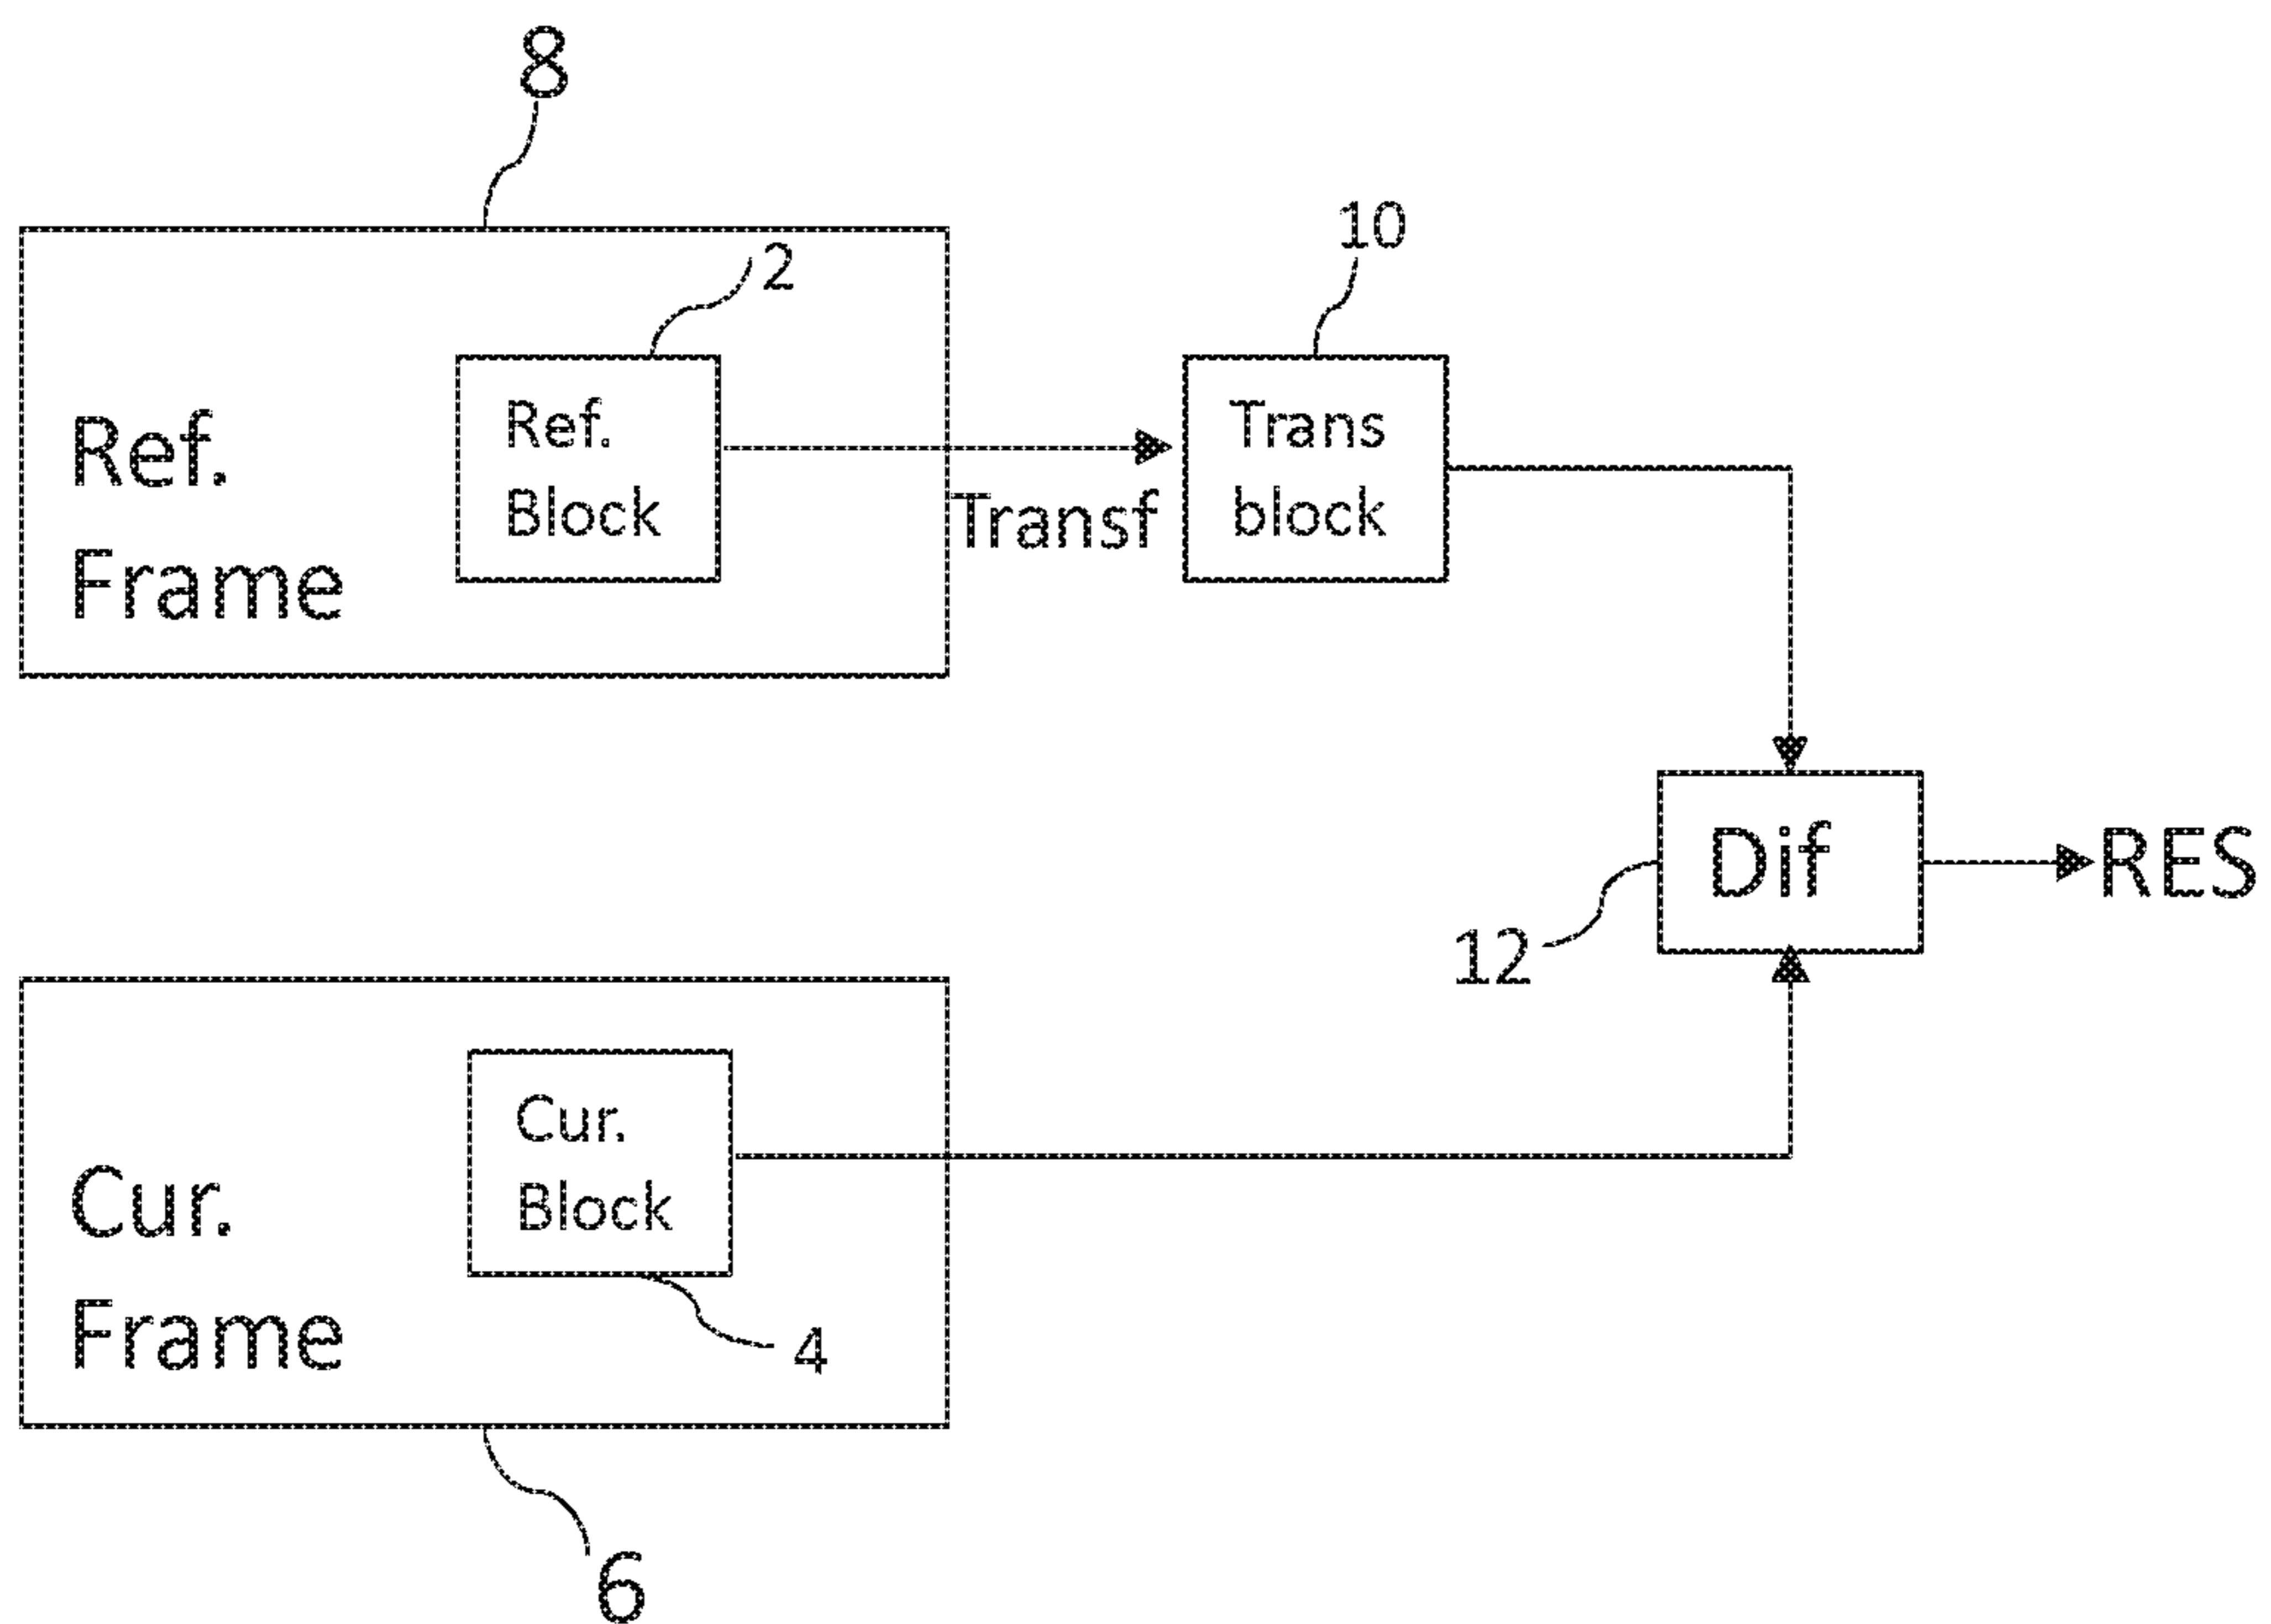 8
2
10
Ref.
Frame
Ref.
Block
Transf
Trans
block
Dif
RES
12
Cur.
Frame
Cur.
Block
4
6